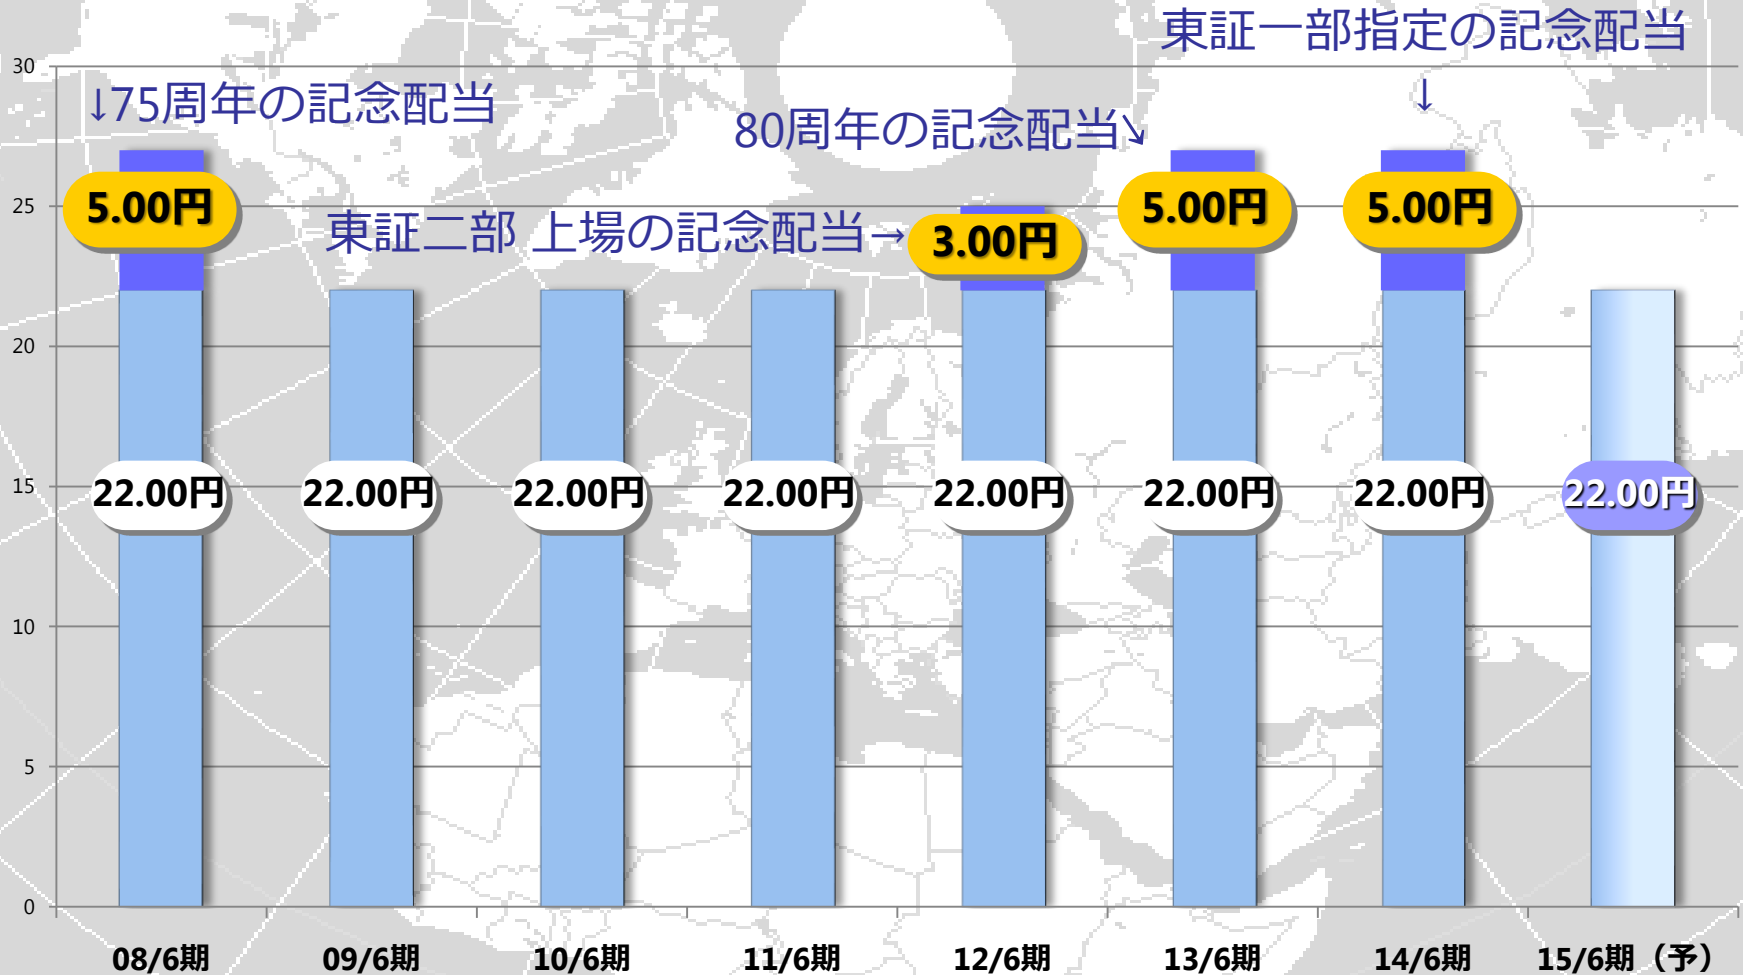 東証一部指定の記念配当
↓
↓75周年の記念配当
80周年の記念配当↘
東証二部 上場の記念配当→
30
25
20
15
10
5
0
5.00円
3.00円
5.00円
5.00円
22.00円
22.00円
22.00円
22.00円
22.00円
22.00円
22.00円
22.00円
08/6期
09/6期
10/6期
11/6期
12/6期
13/6期
14/6期
15/6期（予）